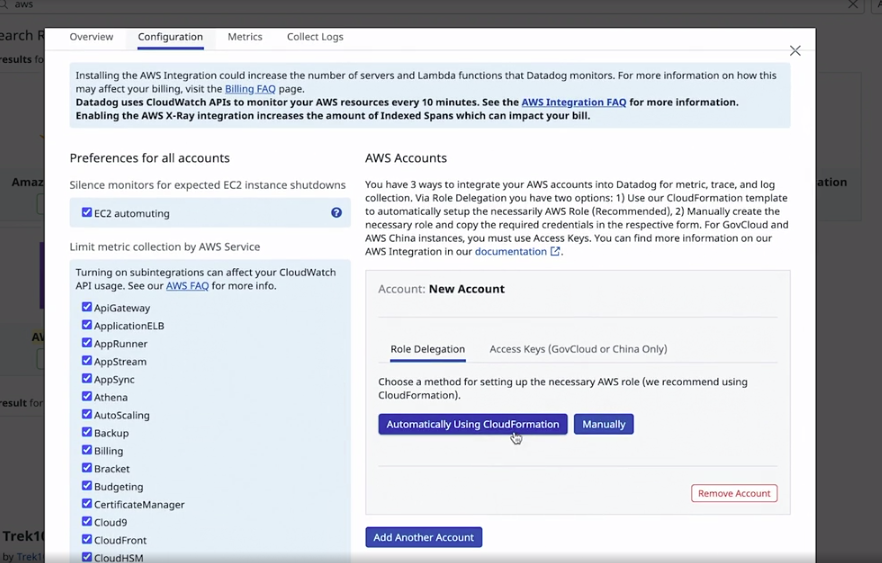 aws
Overview
Configuration
Metrics
Collect Logs
Installing the AWS Integration could increase the number of servers and Lambda functions that Datadog monitors. For more information on how this
may affect your billing, visit the Billing FAQ page.
Datadog uses CloudWatch APIs to monitor your AWS resources every 10 minutes. See the AWS Integration FAQ for more information.
Enabling the AWS X-Ray integration increases the amount of Indexed Spans which can impact your bill.
Preferences for all accounts
Silence monitors for expected EC2 instance shutdowns
EC2 automuting
Limit metric collection by AWS Service
Turning on subintegrations can affect your CloudWatch
API usage. See our AWS FAQ for more info.
ApiGateway
ApplicationELB
AppRunner
AppStream
AppSync
Athena
AutoScaling
Backup
Billing
Bracket
Budgeting
CertificateManager
Cloud9
CloudFront
CloudHSM
AWS Accounts
You have 3 ways to integrate your AWS accounts into Datadog for metric, trace, and log
collection. Via Role Delegation you have two options: 1) Use our CloudFormation template
to automatically setup the necessarily AWS Role (Recommended), 2) Manually create the
necessary role and copy the required credentials in the respective form. For GovCloud and
AWS China instances, you must use Access Keys. You can find more information on our
AWS Integration in our documentation.
Account: New Account
Role Delegation
Access Keys (GovCloud or China Only)
Choose a method for setting up the necessary AWS role (we recommend using
CloudFormation).
Automatically Using CloudFormation
Manually
Remove Account
Add Another Account
earch R
results fo
Amaz
ation
AW
result for
Trek10
by Trek1